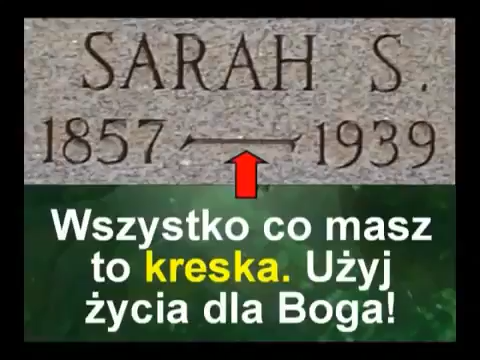 SARAH S.
1857 — 1939
Wszystko co masz
to kreska. Użyj
życia dla Boga!